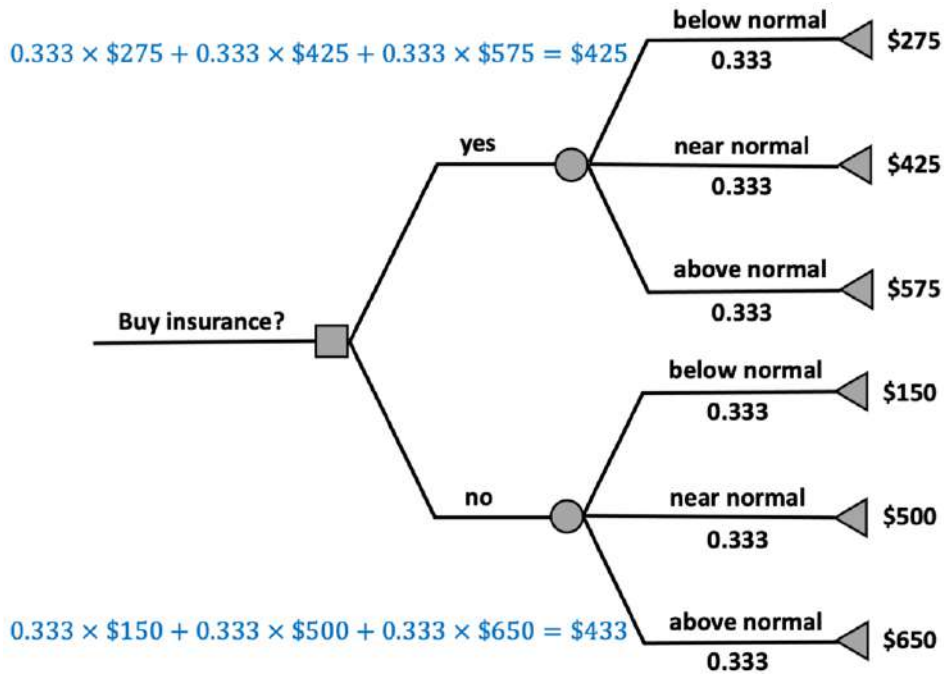 below normal
$275
0.333 × $275 + 0.333 × $425 + 0.333 × $575 = $425
0.333
yes
near normal
$425
0.333
above normal
$575
0.333
Buy insurance?
below normal
$150
0.333
no
near normal
$500
0.333
above normal
$650
0.333 × $150 + 0.333 × $500 + 0.333 × $650 = $433
0.333